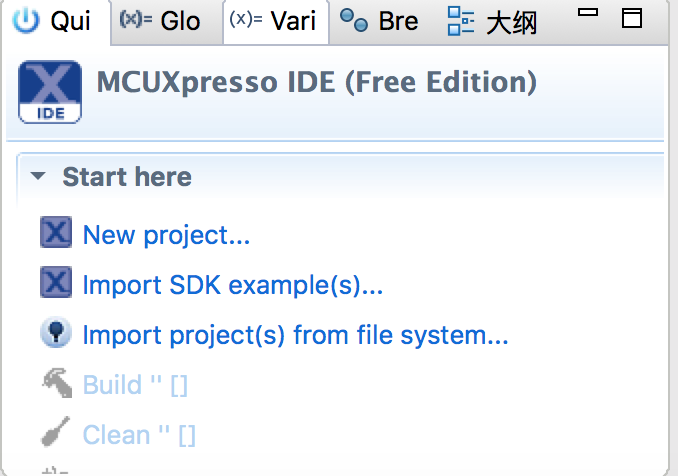 Qui (x)= Glo (x)= Vari Bre 大纲
IDE
MCUXpresso IDE (Free Edition)
Start here
New project...
Import SDK example(s)...
Import project(s) from file system...
Build '' []
Clean '' []